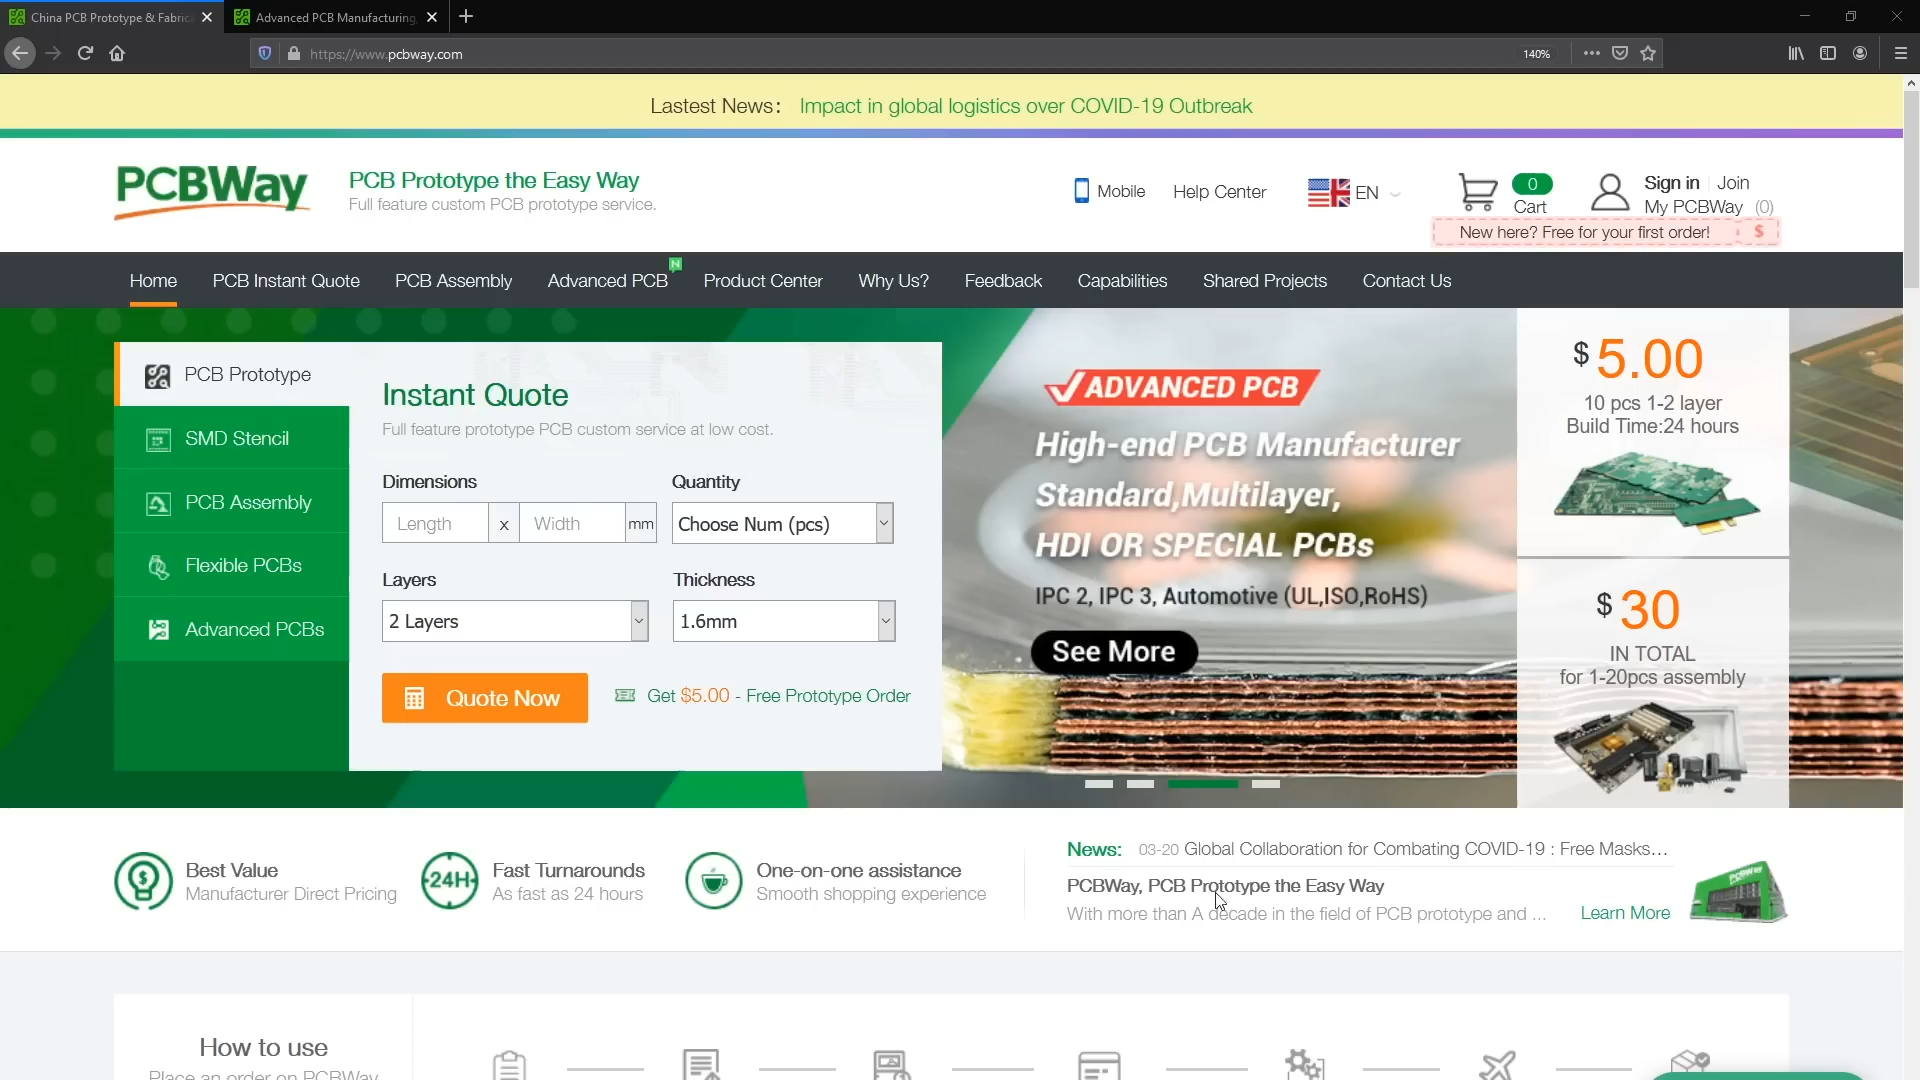 China PCB Prototype & Fabrica
Advanced PCB Manufacturing,
https://www.pcbway.com
140%
Lastest News: Impact in global logistics over COVID-19 Outbreak
PCBWay
PCB Prototype the Easy Way
Full feature custom PCB prototype service.
Mobile
Help Center
EN
0
Cart
Sign in
Join
My PCBWay (0)
New here? Free for your first order! $
Home
PCB Instant Quote
PCB Assembly
Advanced PCB
N
Product Center
Why Us?
Feedback
Capabilities
Shared Projects
Contact Us
PCB Prototype
SMD Stencil
PCB Assembly
Flexible PCBs
Advanced PCBs
Instant Quote
Full feature prototype PCB custom service at low cost.
Dimensions
Quantity
Length x Width mm
Choose Num (pcs)
Layers
Thickness
2 Layers
1.6mm
Quote Now
Get $5.00 - Free Prototype Order
ADVANCED PCB
High-end PCB Manufacturer
Standard,Multilayer,
HDI OR SPECIAL PCBs
IPC 2, IPC 3, Automotive (UL,ISO,RoHS)
See More
$ 5.00
10 pcs 1-2 layer
Build Time:24 hours
$ 30
IN TOTAL
for 1-20pcs assembly
Best Value
Manufacturer Direct Pricing
24H
Fast Turnarounds
As fast as 24 hours
One-on-one assistance
Smooth shopping experience
News: 03-20 Global Collaboration for Combating COVID-19 : Free Masks...
PCBWay, PCB Prototype the Easy Way
With more than A decade in the field of PCB prototype and ...
Learn More
PCBWay
How to use
Place an order on PCBWay